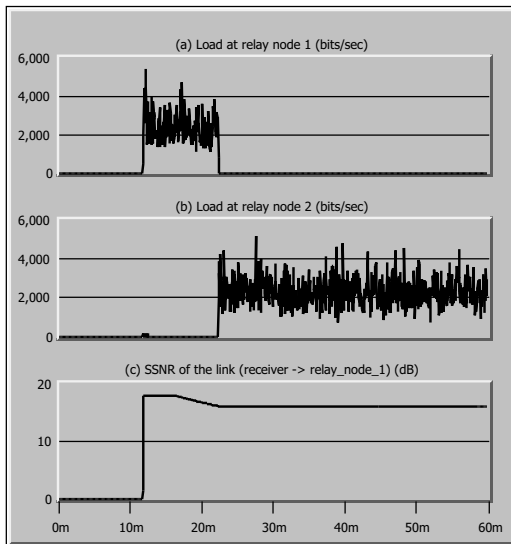 (a) Load at relay node 1 (bits/sec)
6,000
4,000
2,000
0
(b) Load at relay node 2 (bits/sec)
6,000
4,000
2,000
0
(c) SSNR of the link (receiver -> relay_node_1) (dB)
20
10
0
0m 10m 20m 30m 40m 50m 60m